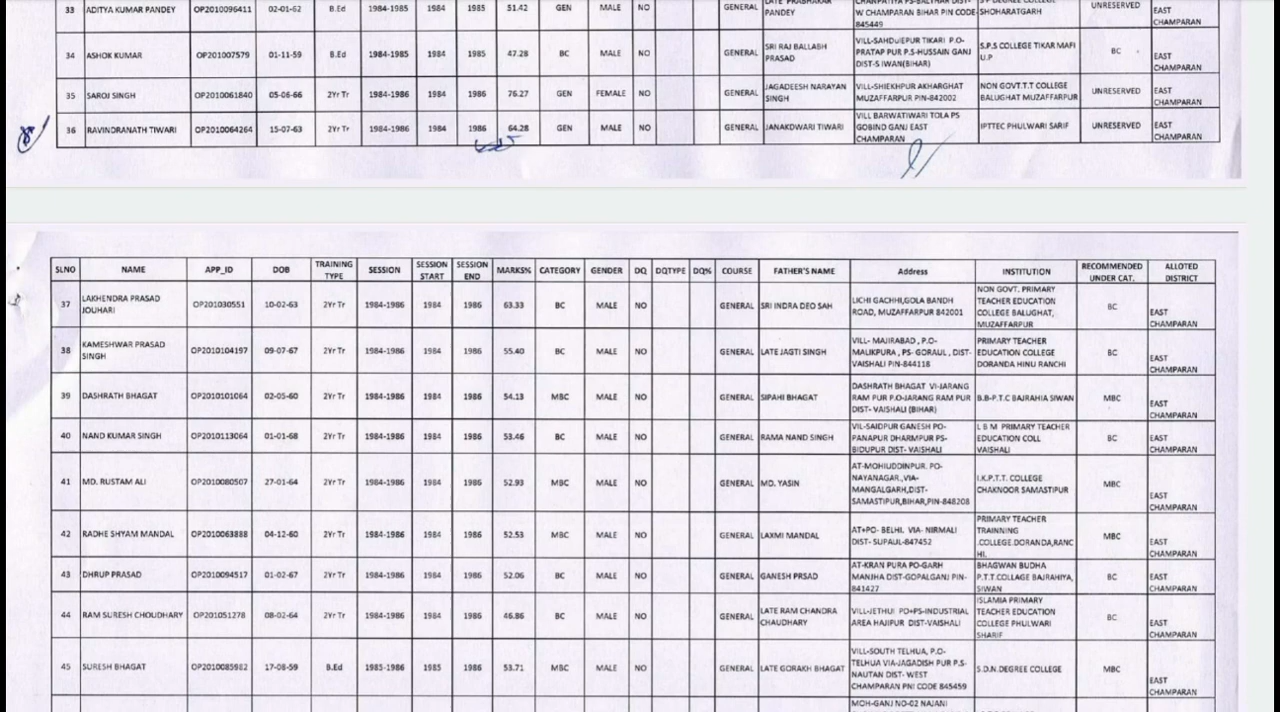 33 ADITYA KUMAR PANDEY OP2010096411 02-01-62 B.Ed 1984-1985 1984 1985 51.42 GEN MALE NO GENERAL LATE PRABHAKAR PANDEY CHANPATIYA PS-BALTHAR DIST-W CHAMPARAN BIHAR PIN CODE-845449 SHOHARATGARH UNRESERVED EAST CHAMPARAN
34 ASHOK KUMAR OP201007579 01-11-59 B.Ed 1984-1985 1984 1985 47.28 BC MALE NO GENERAL SRI RAJ BALLABH PRASAD VILL-SAHDULEPUR TIKARI P.O-PRATAP PUR P.S-HUSSAIN GANJ DIST-S IWAN(BIHAR) S.P.S COLLEGE TIKAR MAFI U.P BC EAST CHAMPARAN
35 SAROJ SINGH OP2010061840 05-06-66 2Yr Tr 1984-1986 1984 1986 76.27 GEN FEMALE NO GENERAL JAGADEESH NARAYAN SINGH VILL-SHIEKHPUR AKHARGHAT MUZAFFARPUR PIN-842002 NON GOVT.T.T COLLEGE BALUGHAT MUZAFFARPUR UNRESERVED EAST CHAMPARAN
36 RAVINDRANATH TIWARI OP2010064264 15-07-63 2Yr Tr 1984-1986 1984 1986 64.28 GEN MALE NO GENERAL JANAKDWARI TIWARI VILL BARWATIWARI TOLA PS GOBIND GANJ EAST CHAMPARAN IPTTEC PHULWARI SARIF UNRESERVED EAST CHAMPARAN
SLNO NAME APP_ID DOB TRAINING TYPE SESSION SESSION START SESSION END MARKS% CATEGORY GENDER DQ DQTYPE DQ% COURSE FATHER'S NAME Address INSTITUTION RECOMMENDED UNDER CAT. ALLOTED DISTRICT
37 LAKHENDRA PRASAD JOUHARI OP201030551 10-02-63 2Yr Tr 1984-1986 1984 1986 63.33 BC MALE NO GENERAL SRI INDRA DEO SAH LICHI GACHHI,GOLA BANDH ROAD, MUZAFFARPUR 842001 NON GOVT. PRIMARY TEACHER EDUCATION COLLEGE BALUGHAT, MUZAFFARPUR BC EAST CHAMPARAN
38 KAMESHWAR PRASAD SINGH OP2010104197 09-07-67 2Yr Tr 1984-1986 1984 1986 55.40 BC MALE NO GENERAL LATE JAGTI SINGH VILL- MAJIRABAD , P.O- MALIKPURA , PS- GORAUL , DIST- VAISHALI PIN-844118 PRIMARY TEACHER EDUCATION COLLEGE DORANDA HINU RANCHI BC EAST CHAMPARAN
39 DASHRATH BHAGAT OP2010101064 02-05-60 2Yr Tr 1984-1986 1984 1986 54.13 MBC MALE NO GENERAL SIPAHI BHAGAT DASHRATH BHAGAT VI-JARANG RAM PUR P.O-JARANG RAM PUR DIST- VAISHALI (BIHAR) B.B-P.T.C BAJRAHIA SIWAN MBC EAST CHAMPARAN
40 NAND KUMAR SINGH OP2010113064 01-01-68 2Yr Tr 1984-1986 1984 1986 53.46 BC MALE NO GENERAL RAMA NAND SINGH VIL-SAIDPUR GANESH PO-PANAPUR DHARMPUR PS-BIDUPUR DIST- VAISHALI L B M PRIMARY TEACHER EDUCATION COLL VAISHALI BC EAST CHAMPARAN
41 MD. RUSTAM ALI OP2010080507 27-01-64 2Yr Tr 1984-1986 1984 1986 52.93 MBC MALE NO GENERAL MD. YASIN AT-MOHIUDDINPUR. PO-NAYANAGAR,VIA-MANGALGARH,DIST-SAMASTIPUR,BIHAR,PIN-848208 I.K.P.T.T. COLLEGE CHAKNOOR SAMASTIPUR MBC EAST CHAMPARAN
42 RADHE SHYAM MANDAL OP2010063888 04-12-60 2Yr Tr 1984-1986 1984 1986 52.53 MBC MALE NO GENERAL LAXMI MANDAL AT+PO- BELHI, VIA- NIRMALI DIST- SUPAUL-847452 PRIMARY TEACHER TRAINNING .COLLEGE.DORANDA,RANCHI. MBC EAST CHAMPARAN
43 DHRUP PRASAD OP2010094517 01-02-67 2Yr Tr 1984-1986 1984 1986 52.06 BC MALE NO GENERAL GANESH PRSAD AT-KRAN PURA PO-GARH MANJHA DIST-GOPALGANJ PIN-841427 BHAGWAN BUDHA P.T.T.COLLAGE BAJRAHIYA, SIWAN BC EAST CHAMPARAN
44 RAM SURESH CHOUDHARY OP2010051278 08-02-64 2Yr Tr 1984-1986 1984 1986 46.86 BC MALE NO GENERAL LATE RAM CHANDRA CHAUDHARY VILL-JETHUI PO+PS-INDUSTRIAL AREA HAJIPUR DIST-VAISHALI ISLAMIA PRIMARY TEACHER EDUCATION COLLEGE PHULWARI SHARIF BC EAST CHAMPARAN
45 SURESH BHAGAT OP2010085982 17-08-59 B.Ed 1985-1986 1985 1986 53.71 MBC MALE NO GENERAL LATE GORAKH BHAGAT VILL-SOUTH TELHUA, P.O-TELHUA VIA-JAGADISH PUR P.S-NAUTAN DIST- WEST CHAMPARAN PNI CODE 845459 S.D.N.DEGREE COLLEGE MBC EAST CHAMPARAN
MOH-GANJ NO-02 NAJANI